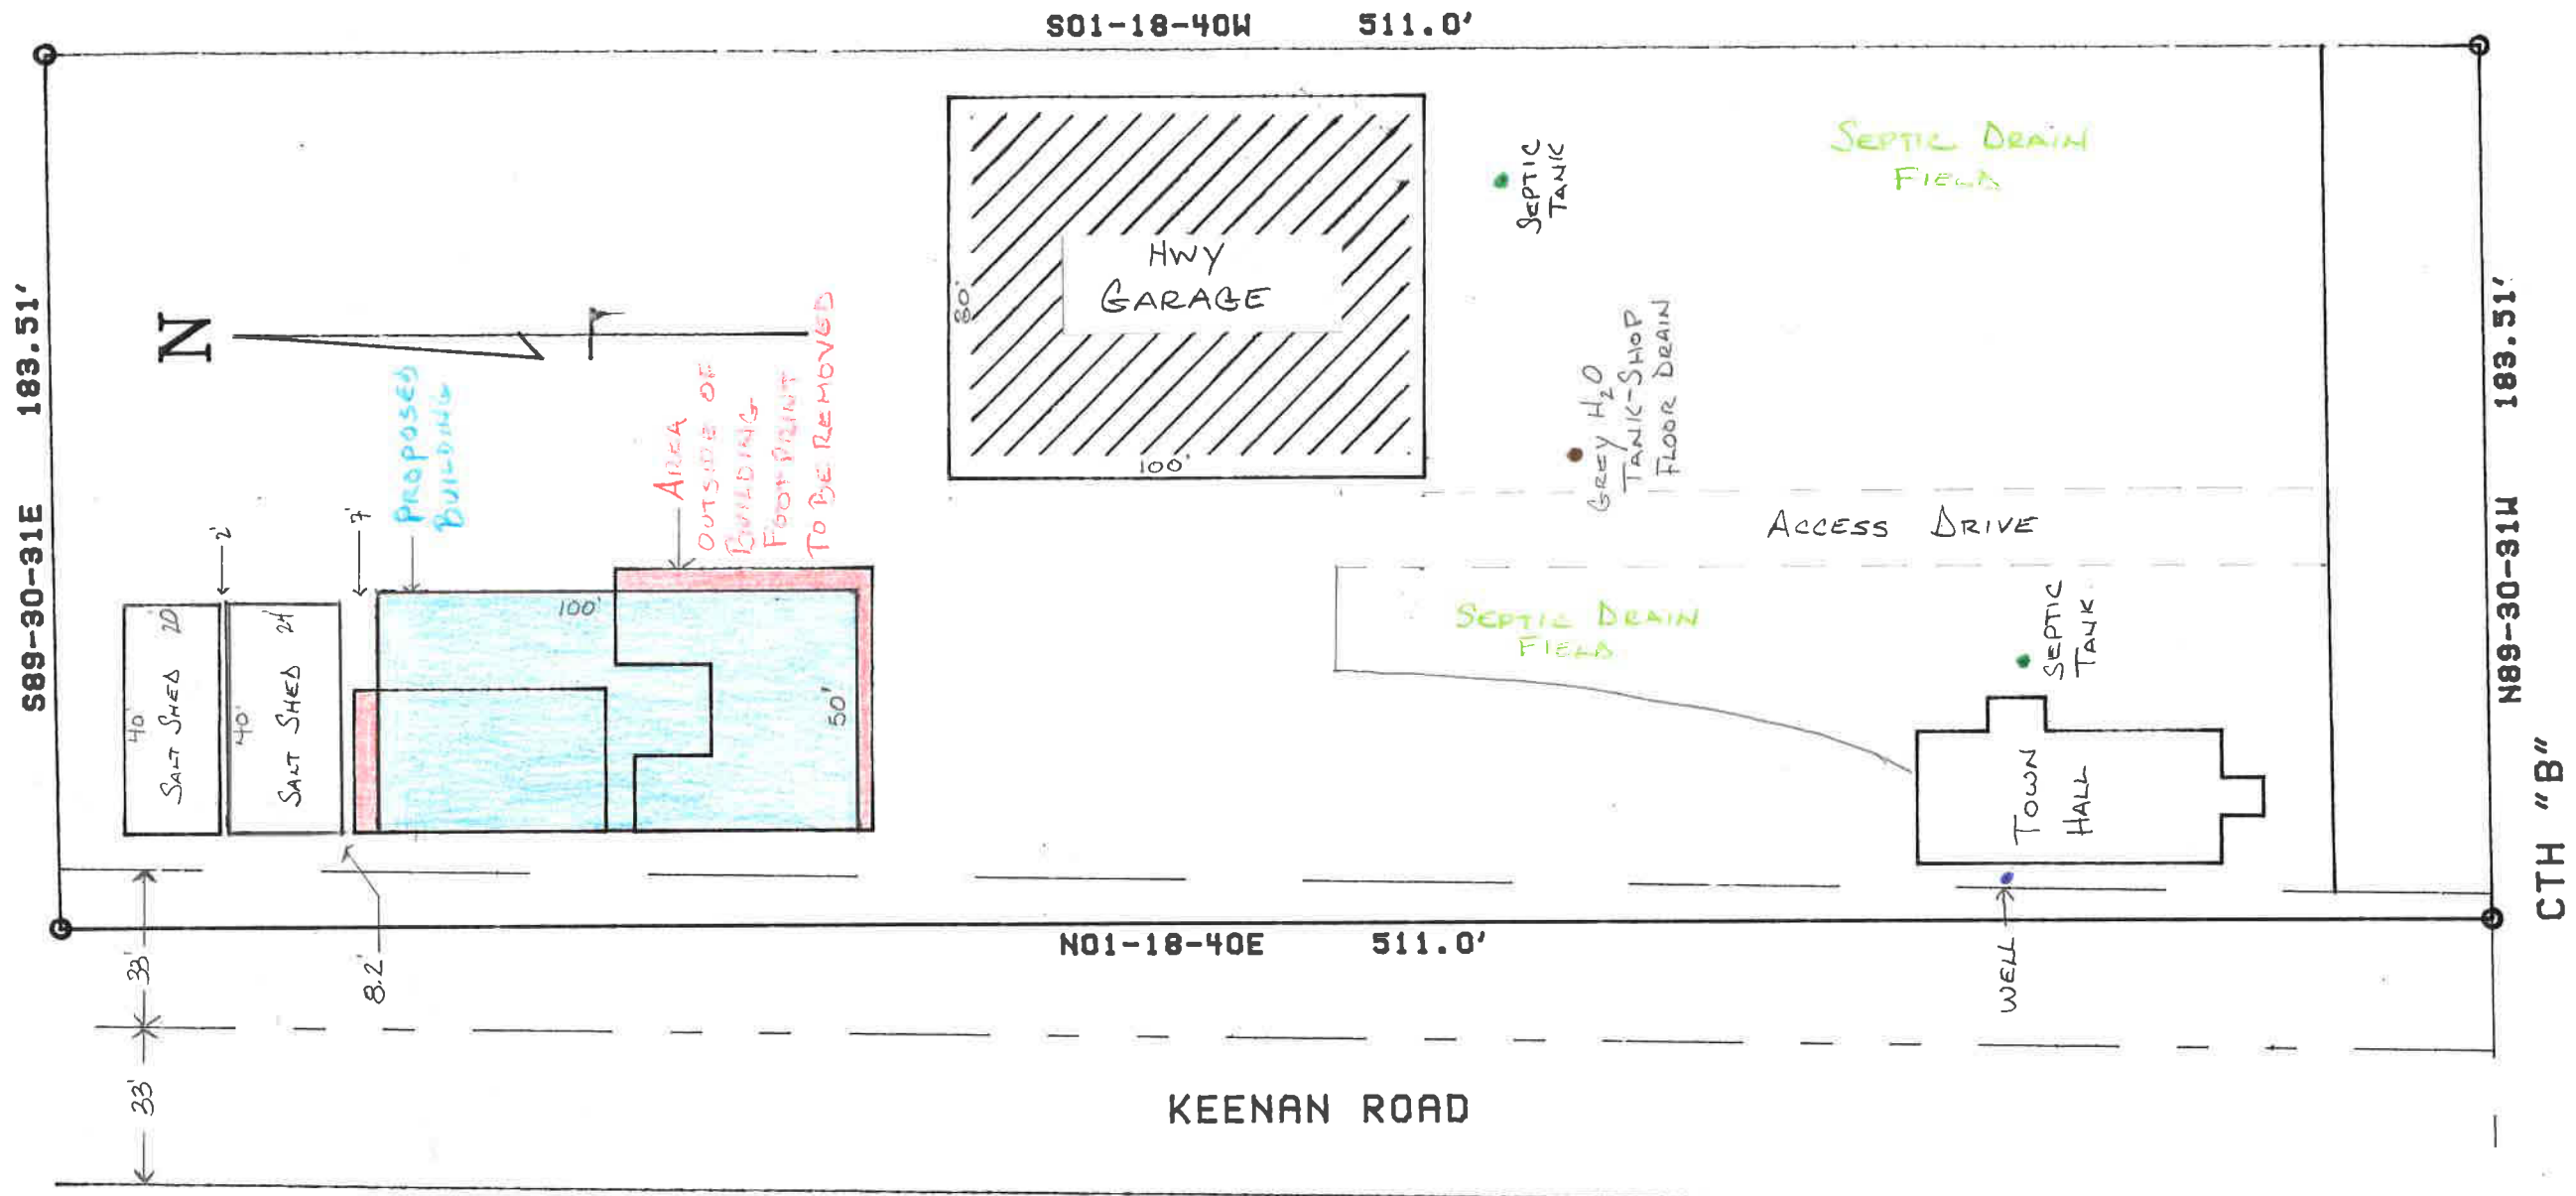 S01-18-40W 511.0'
S89-30-31E 183.51'
N
2'
7'
PROPOSED
BUILDING
AREA
OUTSIDE OF
BUILDING
FOOTPRINT
TO BE REMOVED
HWY
GARAGE
80'
100'
SEPTIC
TANK
SEPTIC DRAIN
FIELD
GREY H₂O
TANK-SHOP
FLOOR DRAIN
ACCESS DRIVE
N89-30-31W 183.51'
CTH "B"
SALT SHED 20'
40'
SALT SHED 24'
40'
100'
50'
SEPTIC DRAIN
FIELD
SEPTIC
TANK
TOWN
HALL
WELL
N01-18-40E 511.0'
8.2'
33'
33'
KEENAN ROAD